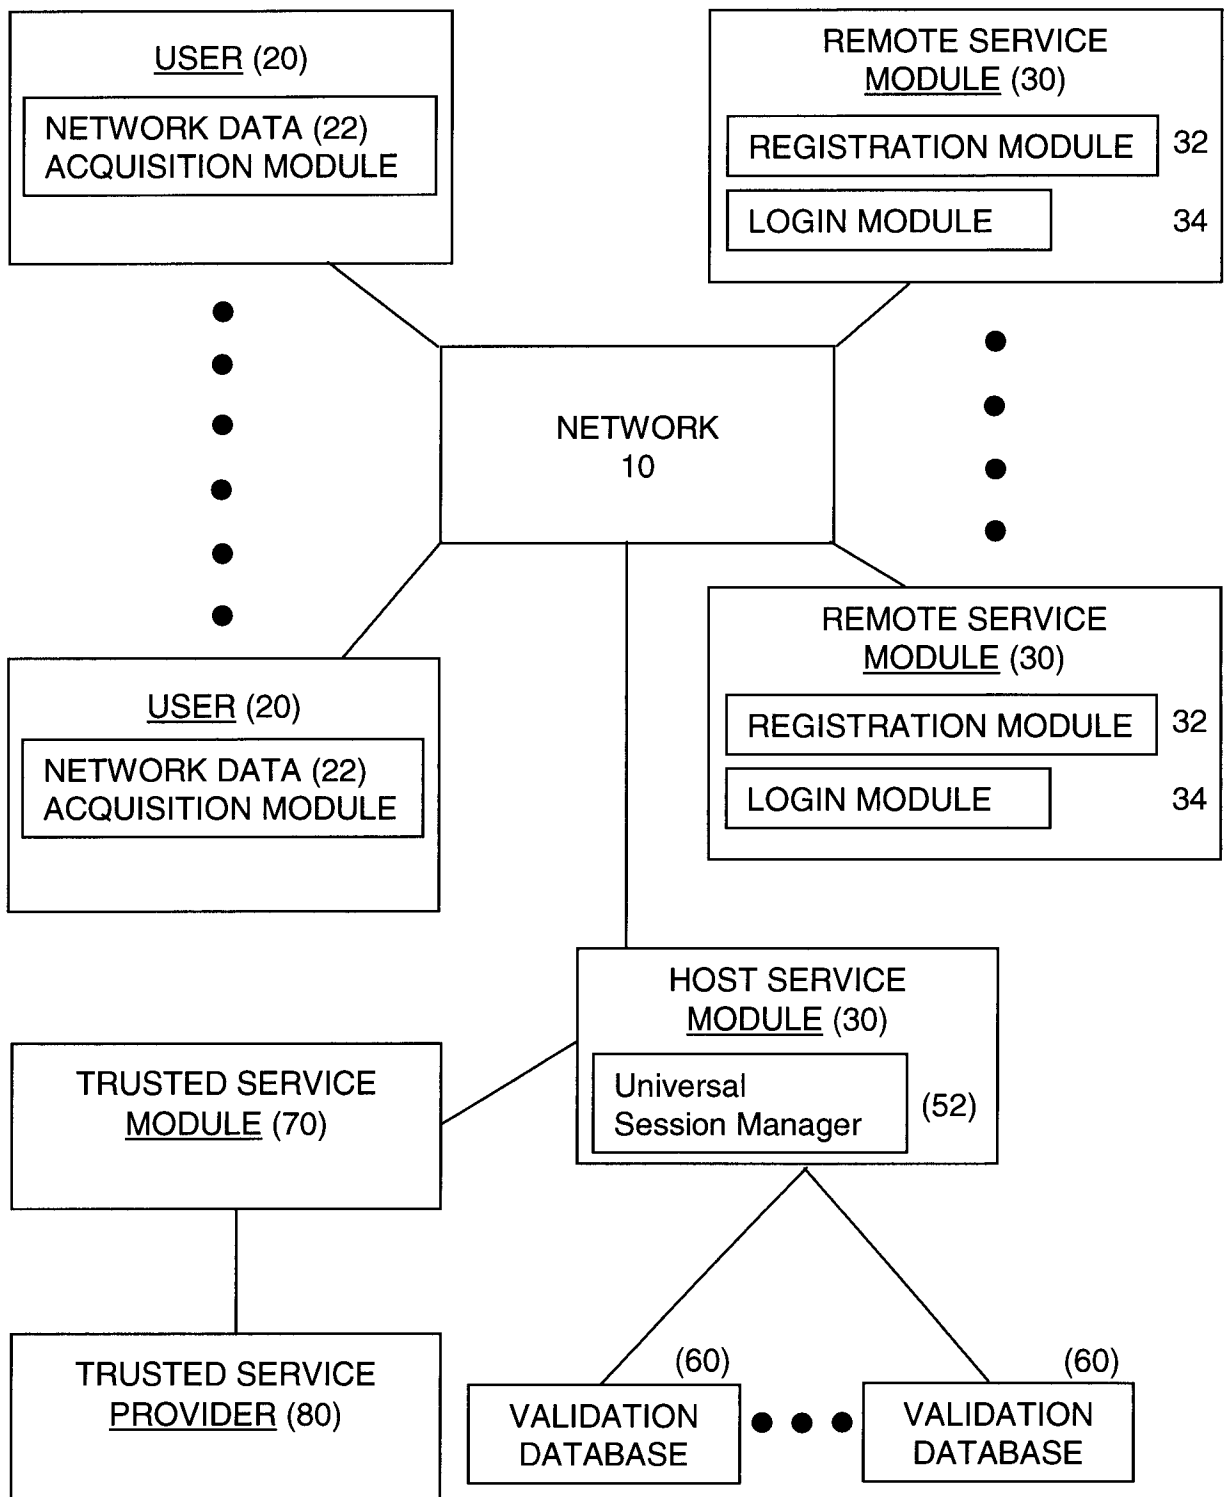 USER (20)
NETWORK DATA (22)
ACQUISITION MODULE
REMOTE SERVICE
MODULE (30)
REGISTRATION MODULE 32
LOGIN MODULE 34
NETWORK
10
USER (20)
NETWORK DATA (22)
ACQUISITION MODULE
REMOTE SERVICE
MODULE (30)
REGISTRATION MODULE 32
LOGIN MODULE 34
HOST SERVICE
MODULE (30)
Universal
Session Manager
(52)
TRUSTED SERVICE
MODULE (70)
TRUSTED SERVICE
PROVIDER (80)
(60)
VALIDATION
DATABASE
(60)
VALIDATION
DATABASE